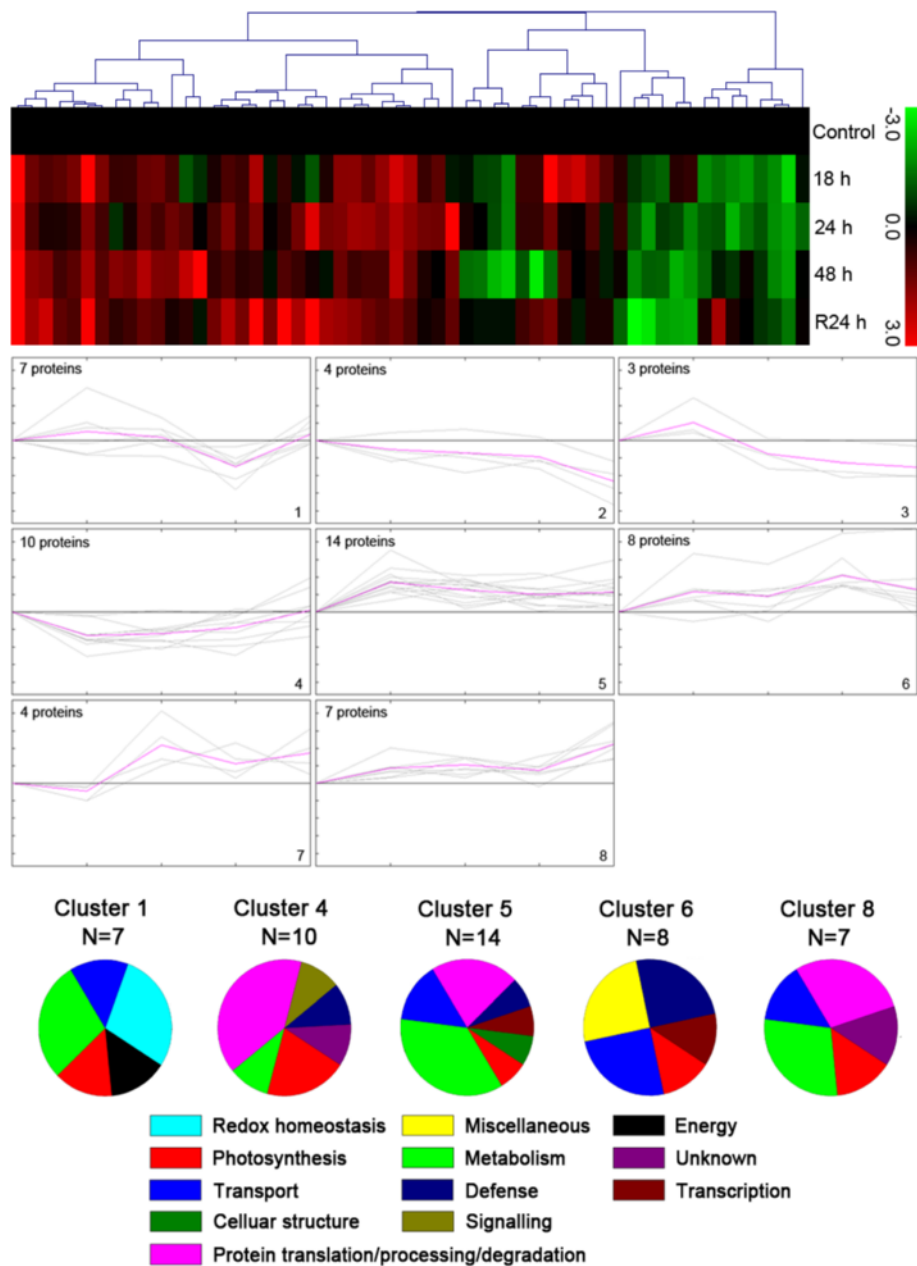 Control
18 h
24 h
48 h
R24 h
-3.0
0.0
3.0
7 proteins
1
4 proteins
2
3 proteins
3
10 proteins
4
14 proteins
5
8 proteins
6
4 proteins
7
7 proteins
8
Cluster 1
N=7
Cluster 4
N=10
Cluster 5
N=14
Cluster 6
N=8
Cluster 8
N=7
Redox homeostasis
Miscellaneous
Energy
Photosynthesis
Metabolism
Unknown
Transport
Defense
Transcription
Celluar structure
Signalling
Protein translation/processing/degradation